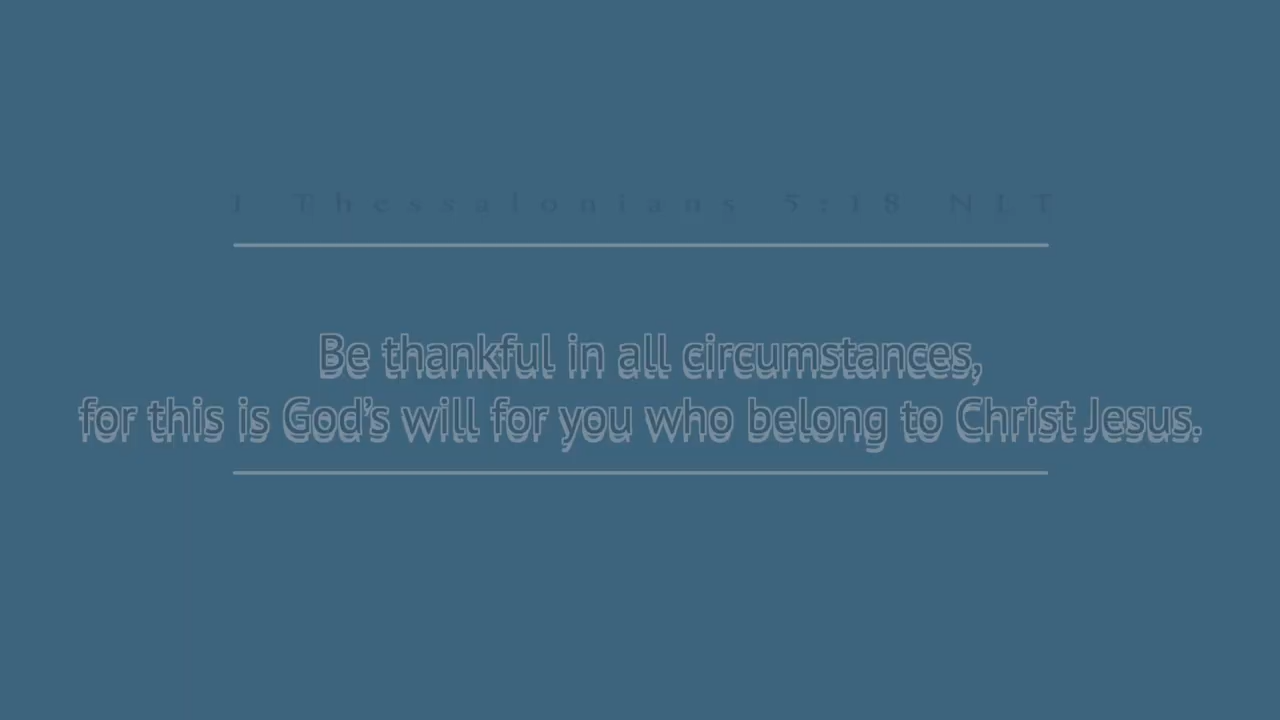 1 Thessalonians 5:18 NLT
Be thankful in all circumstances,
for this is God's will for you who belong to Christ Jesus.